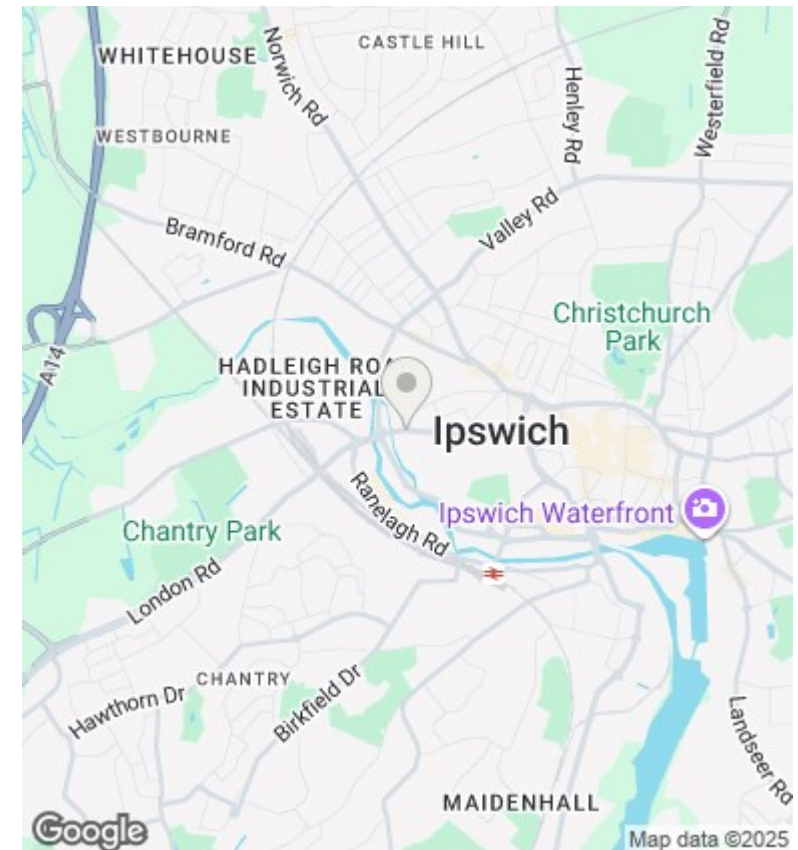 WHITEHOUSE
CASTLE HILL
Norwich Rd
Henley Rd
Westerfield Rd
WESTBOURNE
Bramford Rd
Valley Rd
Christchurch
Park
A14
HADLEIGH ROA
INDUSTRIAL
ESTATE
Ipswich
Ipswich Waterfront
Ranelagh Rd
Chantry Park
London Rd
CHANTRY
Hawthorn Dr
Birkfield Dr
Landseer Rd
MAIDENHALL
Google
Map data ©2025